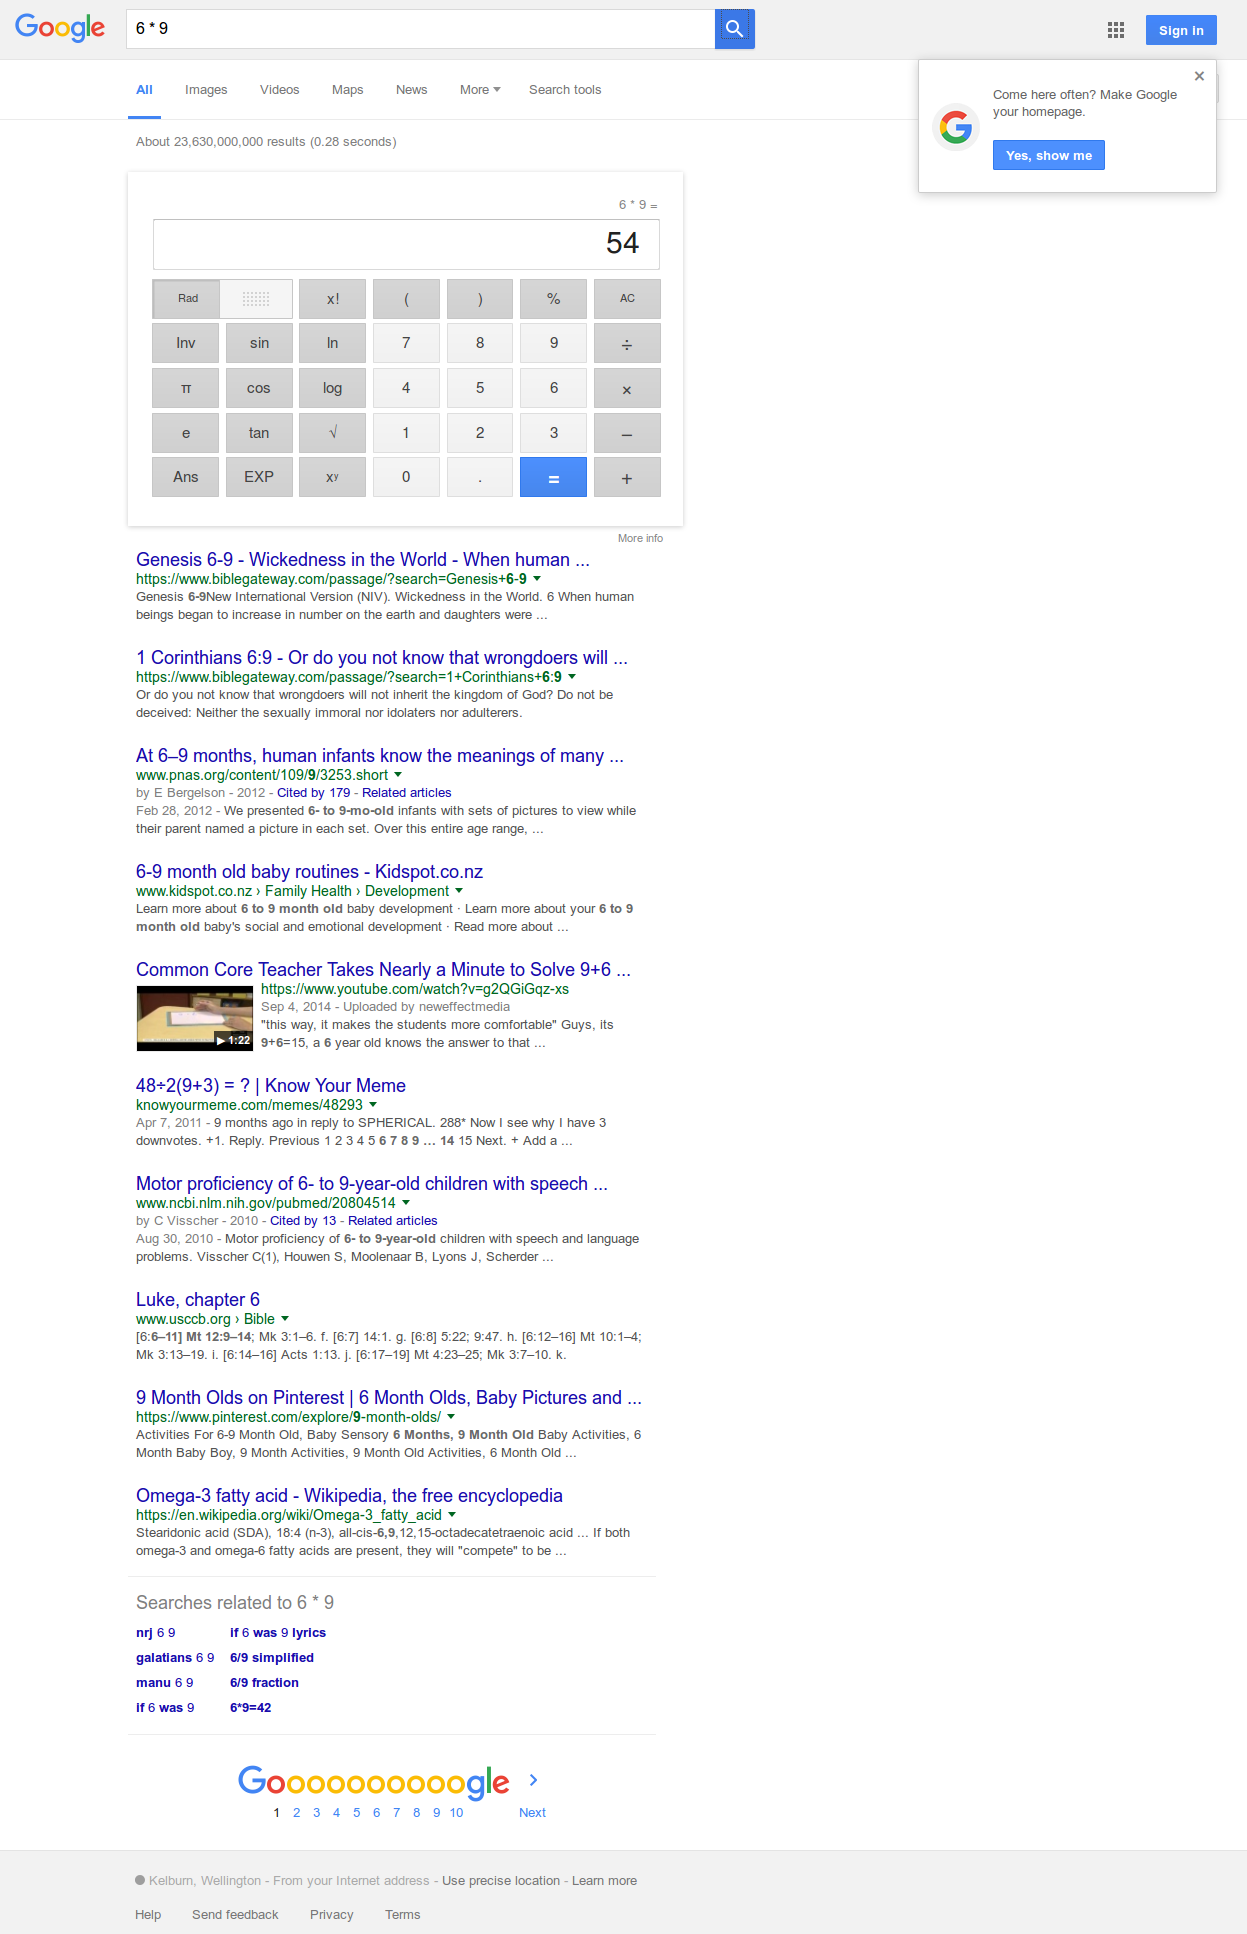 Google
6 * 9
Sign in
All Images Videos Maps News More Search tools
Come here often? Make Google
your homepage.
Yes, show me
About 23,630,000,000 results (0.28 seconds)
6 * 9 =
54
Rad x! ( ) % AC
Inv sin ln 7 8 9 ÷
π cos log 4 5 6 ×
e tan √ 1 2 3 −
Ans EXP xʸ 0 . = +
More info
Genesis 6-9 - Wickedness in the World - When human ...
https://www.biblegateway.com/passage/?search=Genesis+6-9
Genesis 6-9New International Version (NIV). Wickedness in the World. 6 When human
beings began to increase in number on the earth and daughters were ...
1 Corinthians 6:9 - Or do you not know that wrongdoers will ...
https://www.biblegateway.com/passage/?search=1+Corinthians+6:9
Or do you not know that wrongdoers will not inherit the kingdom of God? Do not be
deceived: Neither the sexually immoral nor idolaters nor adulterers.
At 6–9 months, human infants know the meanings of many ...
www.pnas.org/content/109/9/3253.short
by E Bergelson - 2012 - Cited by 179 - Related articles
Feb 28, 2012 - We presented 6- to 9-mo-old infants with sets of pictures to view while
their parent named a picture in each set. Over this entire age range, ...
6-9 month old baby routines - Kidspot.co.nz
www.kidspot.co.nz › Family Health › Development
Learn more about 6 to 9 month old baby development · Learn more about your 6 to 9
month old baby's social and emotional development · Read more about ...
Common Core Teacher Takes Nearly a Minute to Solve 9+6 ...
https://www.youtube.com/watch?v=g2QGiGqz-xs
Sep 4, 2014 - Uploaded by neweffectmedia
"this way, it makes the students more comfortable" Guys, its
9+6=15, a 6 year old knows the answer to that ...
1:22
48÷2(9+3) = ? | Know Your Meme
knowyourmeme.com/memes/48293
Apr 7, 2011 - 9 months ago in reply to SPHERICAL. 288* Now I see why I have 3
downvotes. +1. Reply. Previous 1 2 3 4 5 6 7 8 9 ... 14 15 Next. + Add a ...
Motor proficiency of 6- to 9-year-old children with speech ...
www.ncbi.nlm.nih.gov/pubmed/20804514
by C Visscher - 2010 - Cited by 13 - Related articles
Aug 30, 2010 - Motor proficiency of 6- to 9-year-old children with speech and language
problems. Visscher C(1), Houwen S, Moolenaar B, Lyons J, Scherder ...
Luke, chapter 6
www.usccb.org › Bible
[6:6–11] Mt 12:9–14; Mk 3:1–6. f. [6:7] 14:1. g. [6:8] 5:22; 9:47. h. [6:12–16] Mt 10:1–4;
Mk 3:13–19. i. [6:14–16] Acts 1:13. j. [6:17–19] Mt 4:23–25; Mk 3:7–10. k.
9 Month Olds on Pinterest | 6 Month Olds, Baby Pictures and ...
https://www.pinterest.com/explore/9-month-olds/
Activities For 6-9 Month Old, Baby Sensory 6 Months, 9 Month Old Baby Activities, 6
Month Baby Boy, 9 Month Activities, 9 Month Old Activities, 6 Month Old ...
Omega-3 fatty acid - Wikipedia, the free encyclopedia
https://en.wikipedia.org/wiki/Omega-3_fatty_acid
Stearidonic acid (SDA), 18:4 (n-3), all-cis-6,9,12,15-octadecatetraenoic acid ... If both
omega-3 and omega-6 fatty acids are present, they will "compete" to be ...
Searches related to 6 * 9
nrj 6 9 if 6 was 9 lyrics
galatians 6 9 6/9 simplified
manu 6 9 6/9 fraction
if 6 was 9 6*9=42
Goooooooooogle
1 2 3 4 5 6 7 8 9 10 Next
Kelburn, Wellington - From your Internet address - Use precise location - Learn more
Help Send feedback Privacy Terms